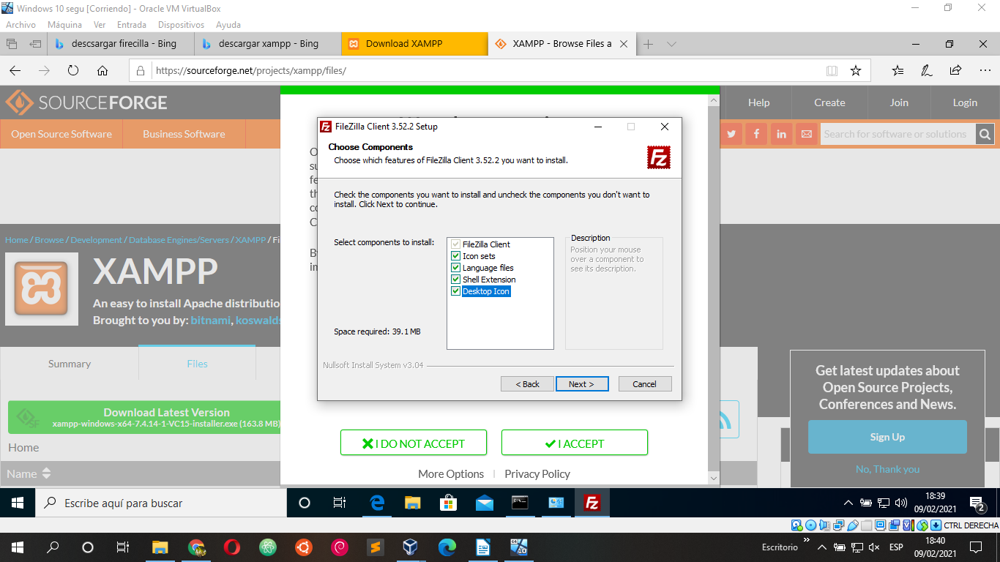 Windows 10 segu [Corriendo] - Oracle VM VirtualBox
Archivo Máquina Ver Entrada Dispositivos Ayuda
descsargar firecilla - Bing
descargar xampp - Bing
Download XAMPP
XAMPP - Browse Files a
https://sourceforge.net/projects/xampp/files/
SOURCEFORGE
Help Create Join Login
Open Source Software Business Software
Search for software or solutions
FileZilla Client 3.52.2 Setup
Choose Components
Choose which features of FileZilla Client 3.52.2 you want to install.
Check the components you want to install and uncheck the components you don't want to
install. Click Next to continue.
Select components to install:
FileZilla Client
Icon sets
Language files
Shell Extension
Desktop Icon
Description
Position your mouse
over a component to
see its description.
Space required: 39.1 MB
Nullsoft Install System v3.04
< Back Next > Cancel
Home / Browse / Development / Database Engines/Servers / XAMPP / Fi
XAMPP
An easy to install Apache distributio
Brought to you by: bitnami, koswalds
Summary Files
Download Latest Version
xampp-windows-x64-7.4.14-1-VC15-installer.exe (163.8 MB)
Home
Name
I DO NOT ACCEPT
I ACCEPT
More Options Privacy Policy
Get latest updates about
Open Source Projects,
Conferences and News.
Sign Up
No, Thank you
Escribe aquí para buscar
18:39
09/02/2021
2
CTRL DERECHA
Escritorio
ESP
18:40
09/02/2021